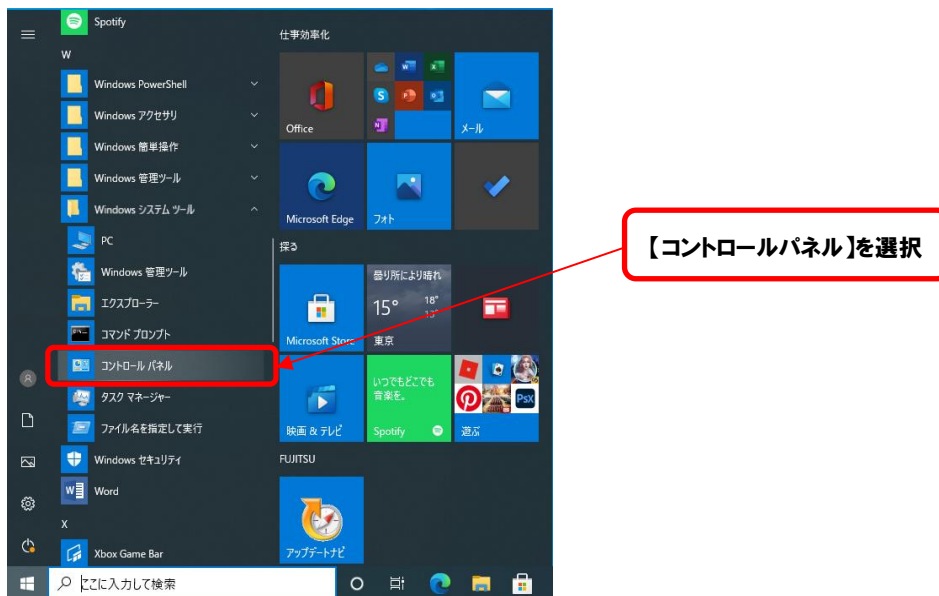 Spotify
W
Windows PowerShell
Windows アクセサリ
Windows 簡単操作
Windows 管理ツール
Windows システム ツール
PC
Windows 管理ツール
エクスプローラー
コマンド プロンプト
コントロール パネル
タスク マネージャー
ファイル名を指定して実行
Windows セキュリティ
Word
X
Xbox Game Bar
ここに入力して検索
仕事効率化
Office
メール
Microsoft Edge
フォト
探る
Microsoft Store
曇り所により晴れ
15°
18°
東京
映画 & テレビ
いつでもどこでも
音楽を。
Spotify
PSX
遊ぶ
FUJITSU
アップデートナビ
【コントロールパネル】を選択